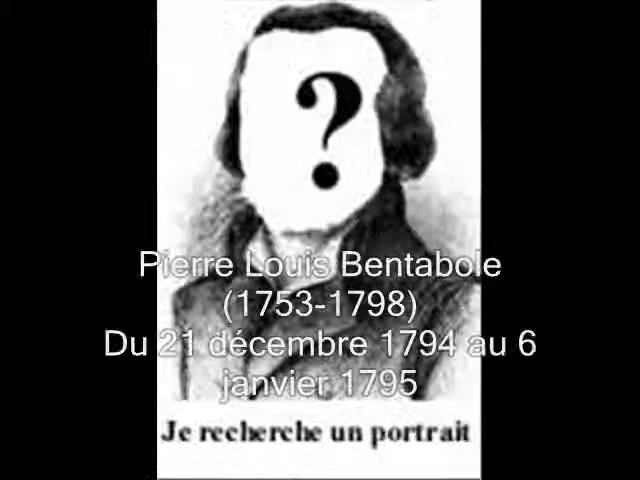 ?
Pierre Louis Bentabole
(1753-1798)
Du 21 décembre 1794 au 6
janvier 1795
Je recherche un portrait